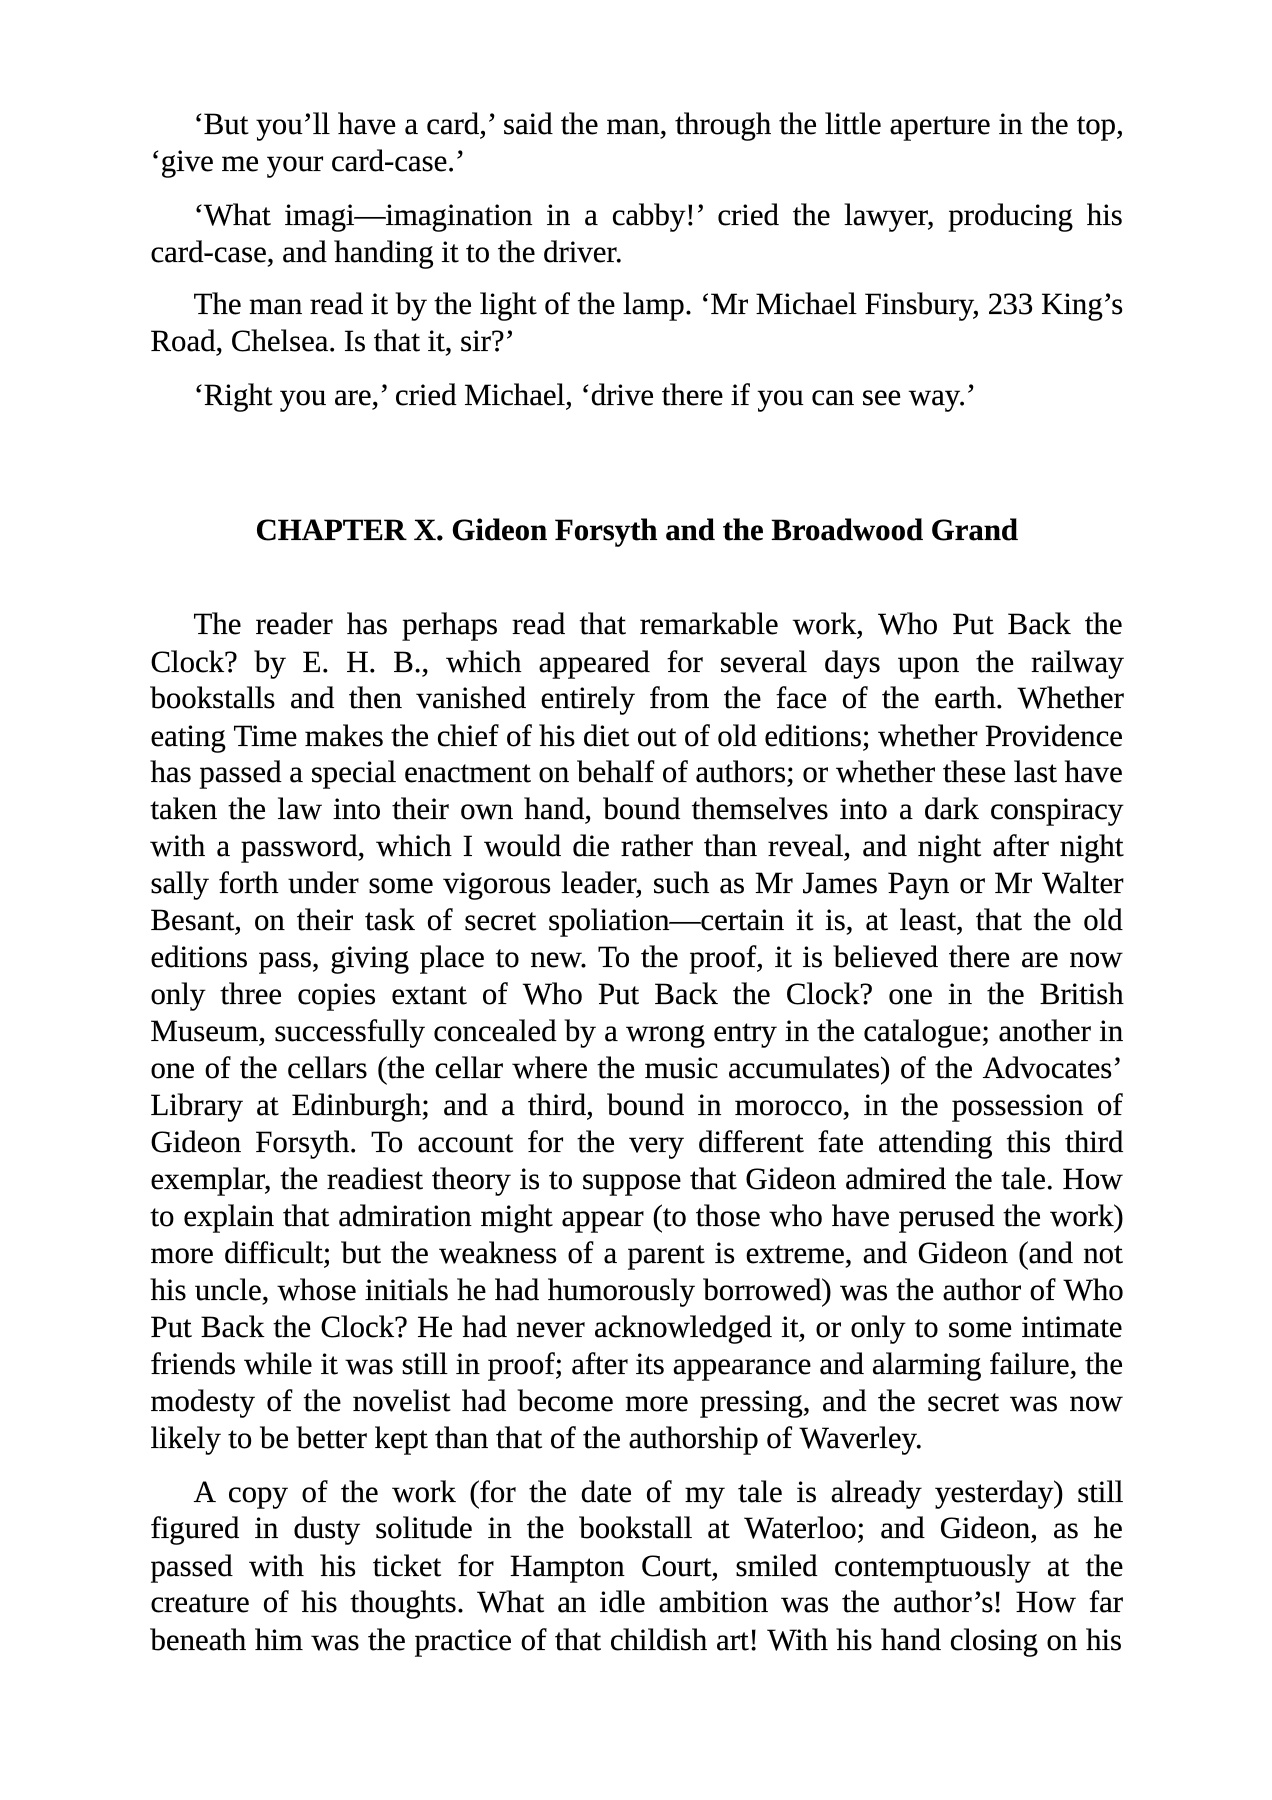 ‘But you’ll have a card,’ said the man, through the little aperture in the top,
‘give me your card-case.’
‘What imagi—imagination in a cabby!’ cried the lawyer, producing his
card-case, and handing it to the driver.
The man read it by the light of the lamp. ‘Mr Michael Finsbury, 233 King’s
Road, Chelsea. Is that it, sir?’
‘Right you are,’ cried Michael, ‘drive there if you can see way.’
CHAPTER X. Gideon Forsyth and the Broadwood Grand
The reader has perhaps read that remarkable work, Who Put Back the
Clock? by E. H. B., which appeared for several days upon the railway
bookstalls and then vanished entirely from the face of the earth. Whether
eating Time makes the chief of his diet out of old editions; whether Providence
has passed a special enactment on behalf of authors; or whether these last have
taken the law into their own hand, bound themselves into a dark conspiracy
with a password, which I would die rather than reveal, and night after night
sally forth under some vigorous leader, such as Mr James Payn or Mr Walter
Besant, on their task of secret spoliation—certain it is, at least, that the old
editions pass, giving place to new. To the proof, it is believed there are now
only three copies extant of Who Put Back the Clock? one in the British
Museum, successfully concealed by a wrong entry in the catalogue; another in
one of the cellars (the cellar where the music accumulates) of the Advocates’
Library at Edinburgh; and a third, bound in morocco, in the possession of
Gideon Forsyth. To account for the very different fate attending this third
exemplar, the readiest theory is to suppose that Gideon admired the tale. How
to explain that admiration might appear (to those who have perused the work)
more difficult; but the weakness of a parent is extreme, and Gideon (and not
his uncle, whose initials he had humorously borrowed) was the author of Who
Put Back the Clock? He had never acknowledged it, or only to some intimate
friends while it was still in proof; after its appearance and alarming failure, the
modesty of the novelist had become more pressing, and the secret was now
likely to be better kept than that of the authorship of Waverley.
A copy of the work (for the date of my tale is already yesterday) still
figured in dusty solitude in the bookstall at Waterloo; and Gideon, as he
passed with his ticket for Hampton Court, smiled contemptuously at the
creature of his thoughts. What an idle ambition was the author’s! How far
beneath him was the practice of that childish art! With his hand closing on his